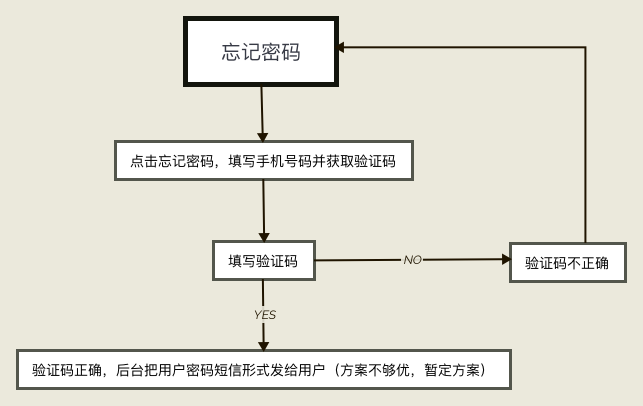 忘记密码
点击忘记密码，填写手机号码并获取验证码
填写验证码
NO
验证码不正确
YES
验证码正确，后台把用户密码短信形式发给用户（方案不够优，暂定方案）